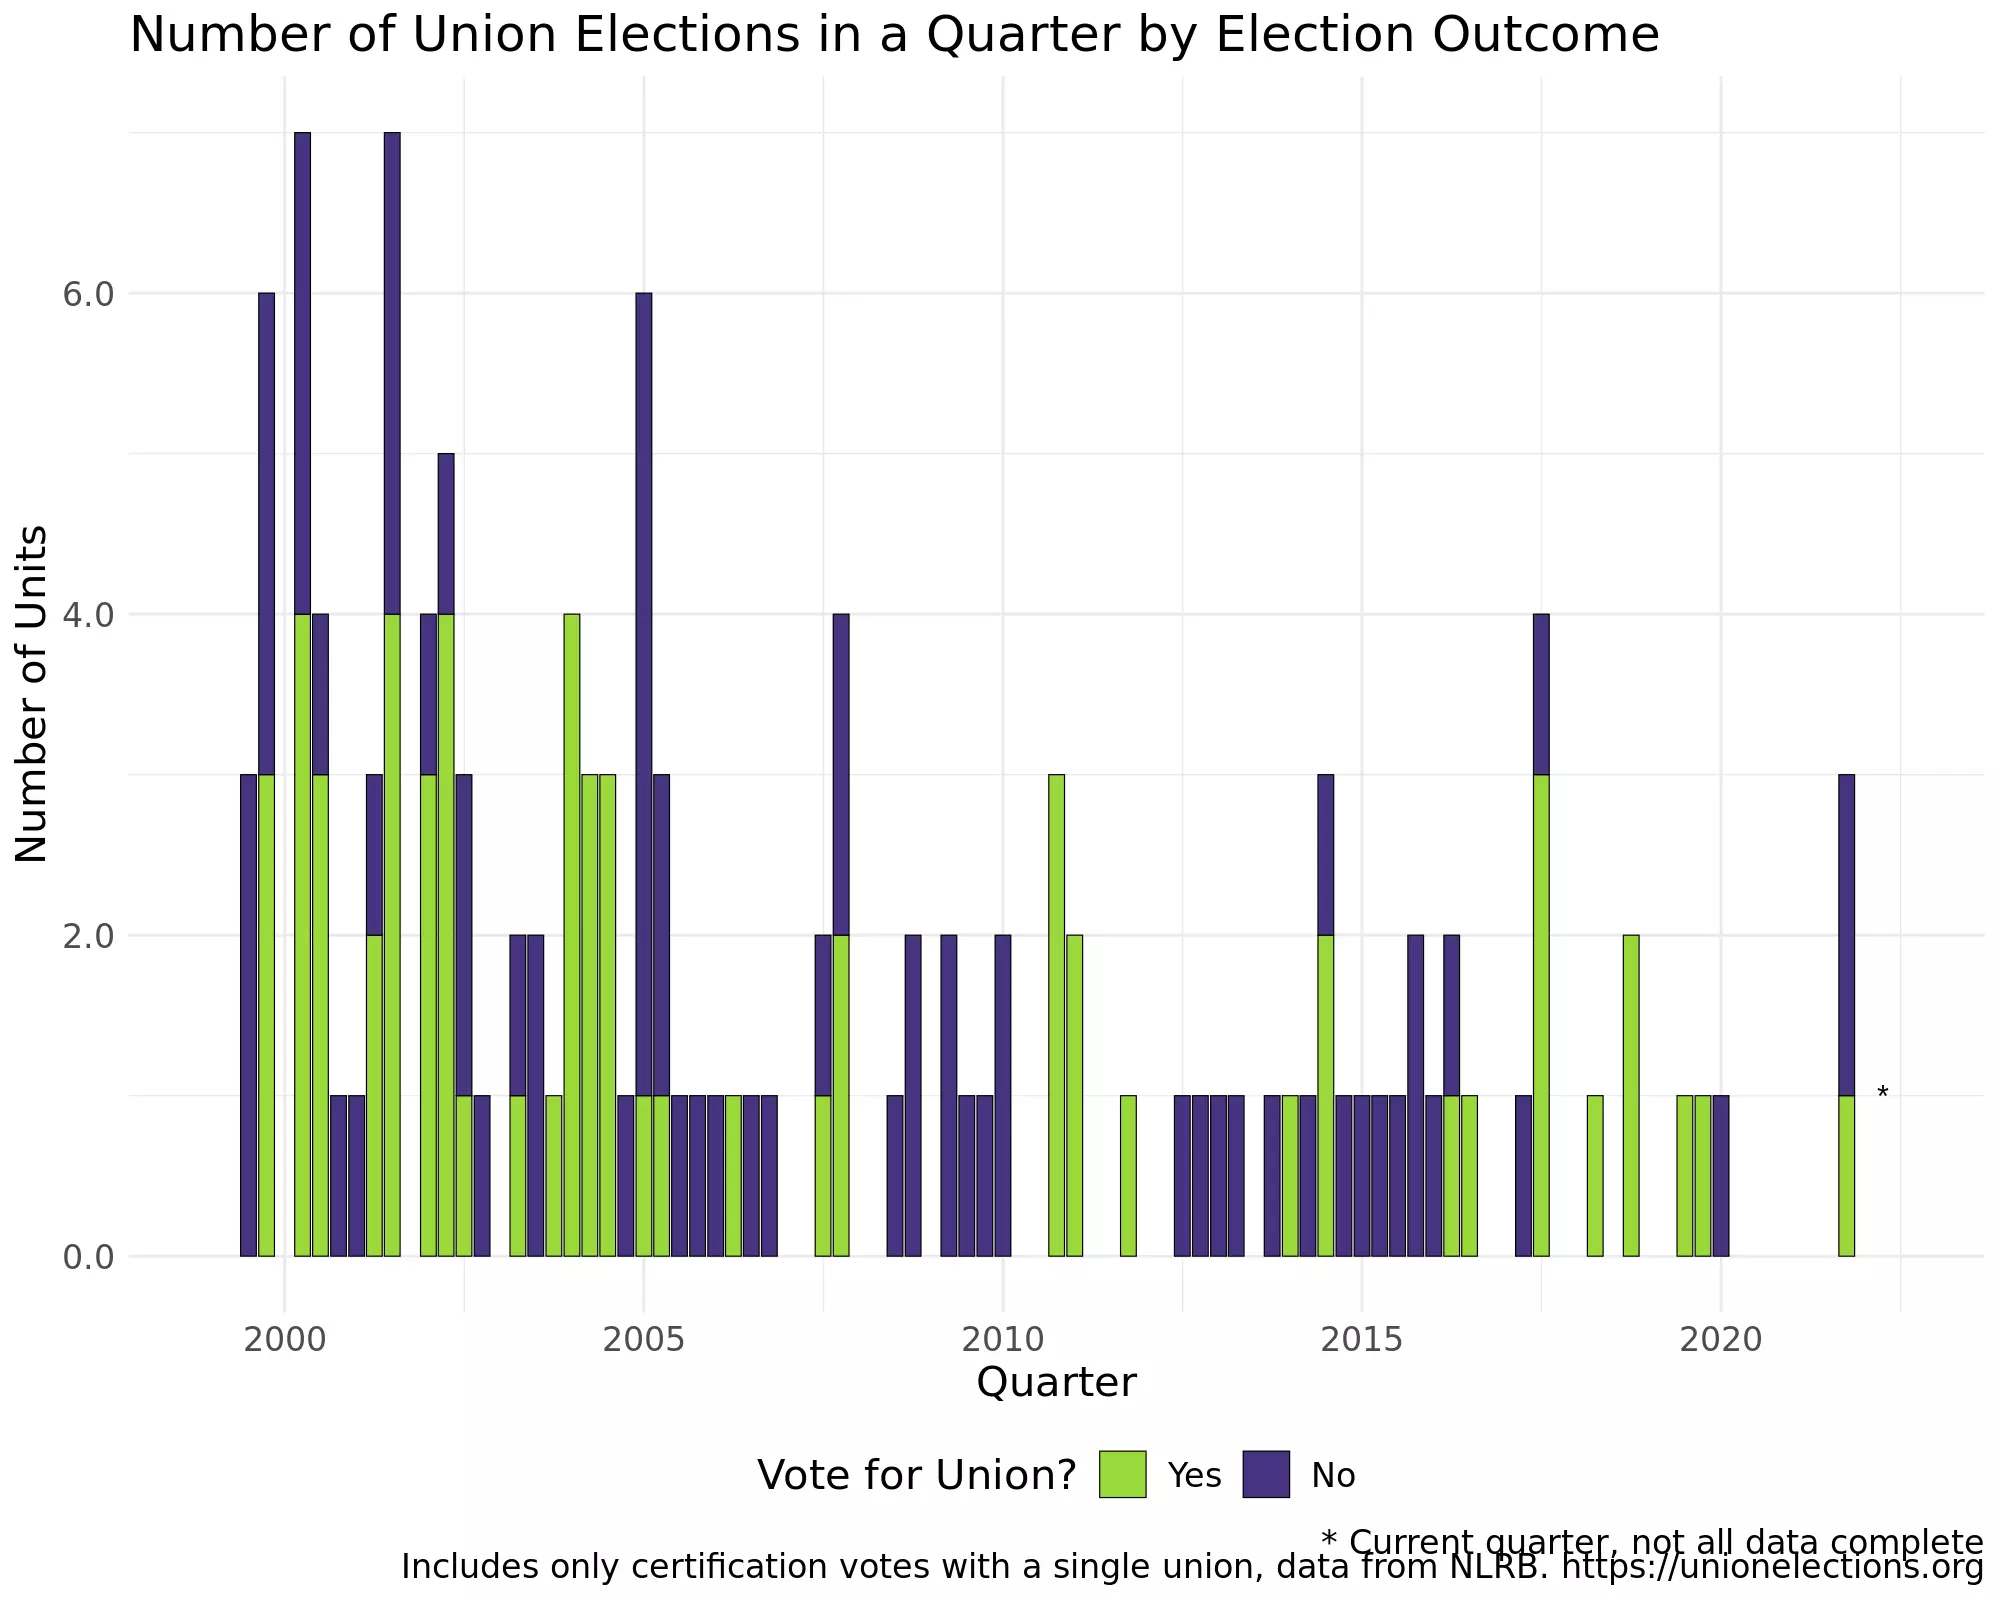 Number of Union Elections in a Quarter by Election Outcome
Number of Units
6.0
4.0
2.0
0.0
*
2000 2005 2010 2015 2020
Quarter
Vote for Union? Yes No
* Current quarter, not all data complete
Includes only certification votes with a single union, data from NLRB. https://unionelections.org